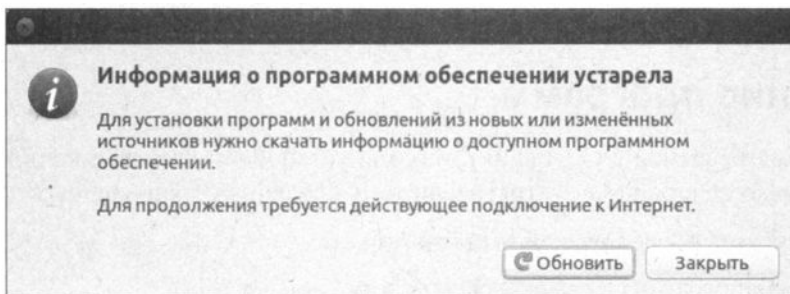 Информация о программном обеспечении устарела
Для установки программ и обновлений из новых или изменённых
источников нужно скачать информацию о доступном программном
обеспечении.
Для продолжения требуется действующее подключение к Интернет.
Обновить
Закрыть